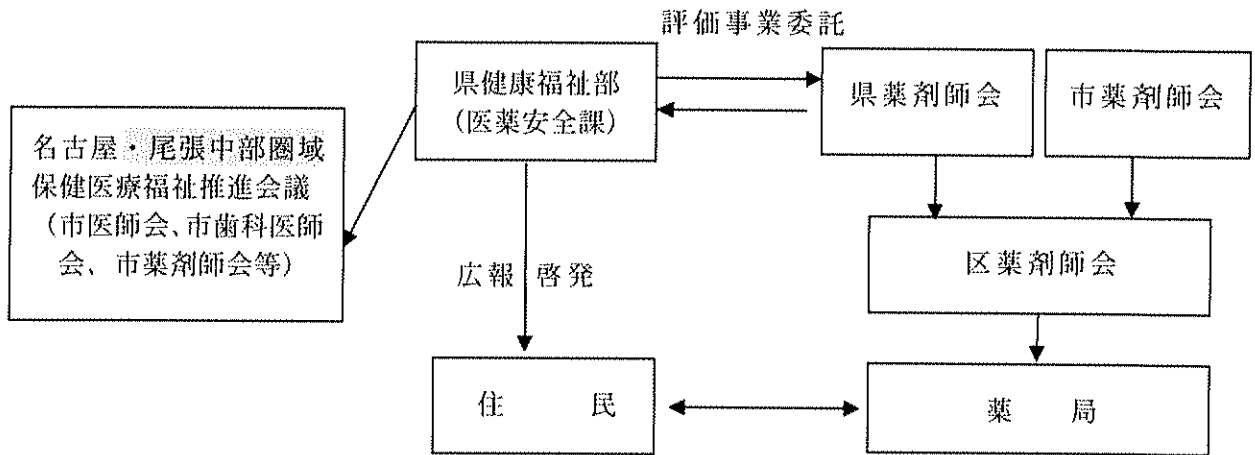 評価事業委託
県健康福祉部
(医薬安全課)
県薬剤師会
市薬剤師会
名古屋・尾張中部圏域
保健医療福祉推進会議
(市医師会、市歯科医師
会、市薬剤師会等)
区薬剤師会
広報 啓発
住 民
薬 局